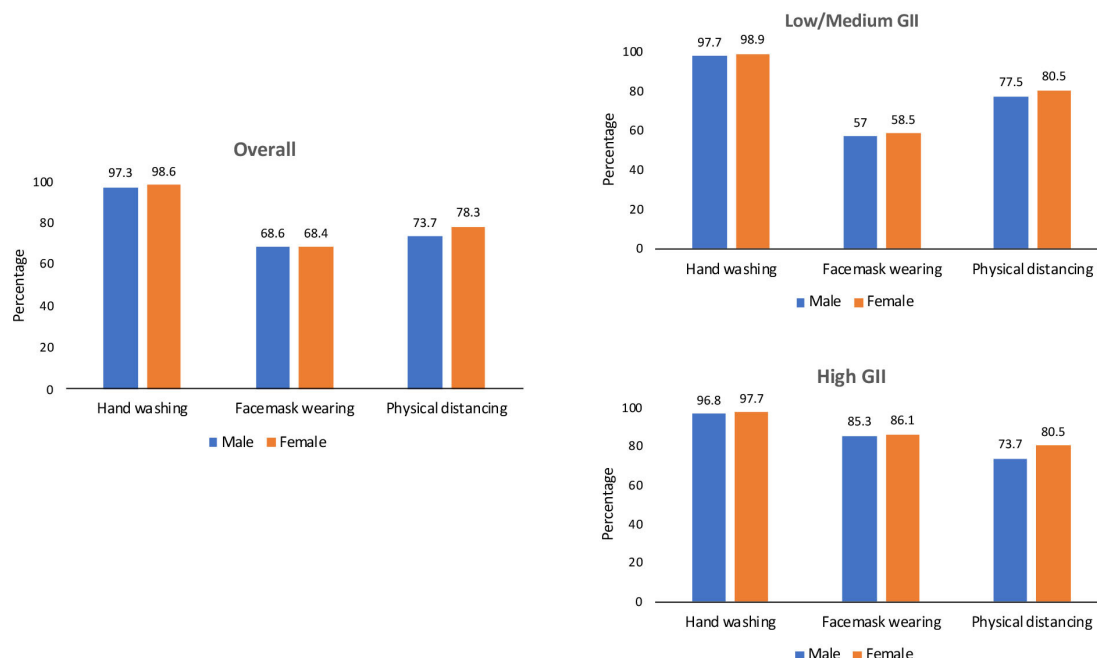 Overall
Percentage
100
80
60
40
20
0
97.3 98.6
68.6 68.4
73.7 78.3
Hand washing Facemask wearing Physical distancing
Male Female
Low/Medium GII
Percentage
100
80
60
40
20
0
97.7 98.9
57 58.5
77.5 80.5
Hand washing Facemask wearing Physical distancing
Male Female
High GII
Percentage
100
80
60
40
20
0
96.8 97.7
85.3 86.1
73.7 80.5
Hand washing Facemask wearing Physical distancing
Male Female